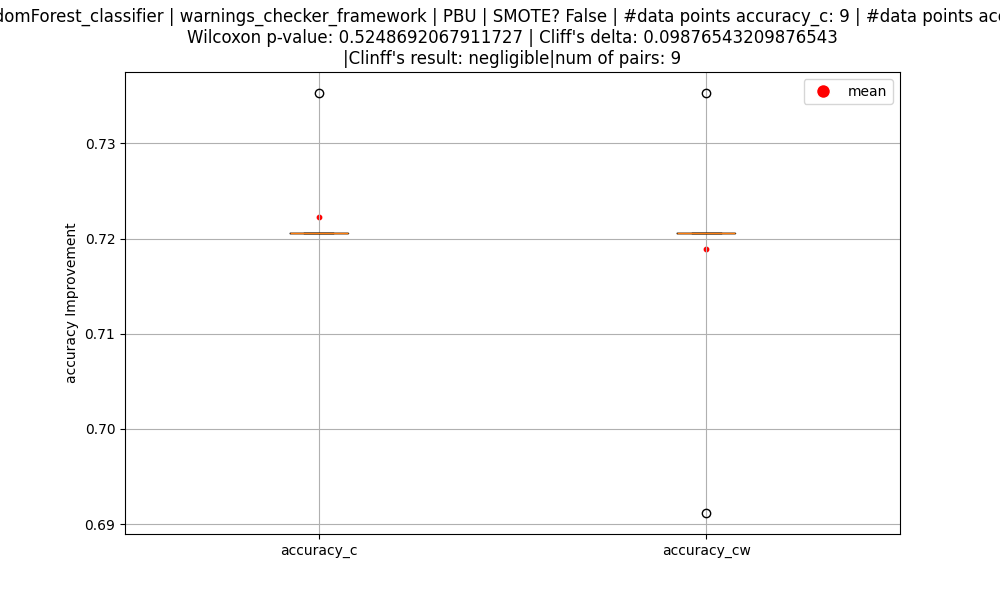 domForest_classifier | warnings_checker_framework | PBU | SMOTE? False | #data points accuracy_c: 9 | #data points acc
Wilcoxon p-value: 0.5248692067911727 | Cliff's delta: 0.09876543209876543
|Clinff's result: negligible|num of pairs: 9
mean
0.73
0.72
0.71
0.70
0.69
accuracy Improvement
accuracy_c
accuracy_cw